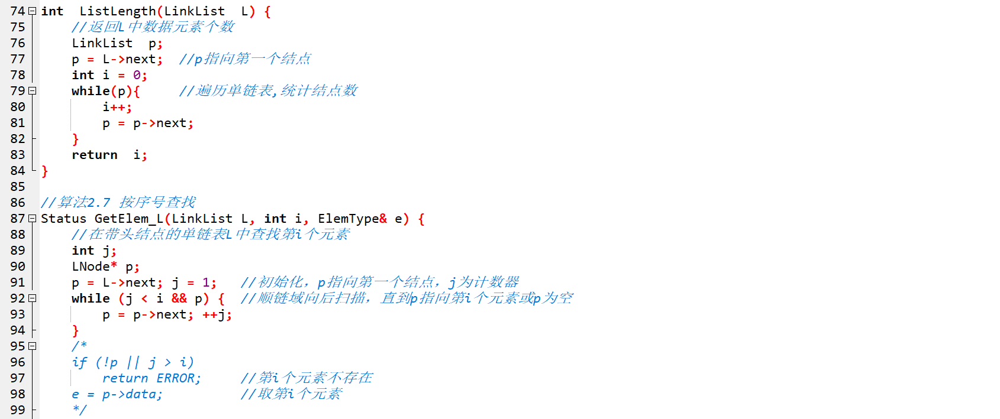 74 int  ListLength(LinkList  L) {
75     //返回L中数据元素个数
76     LinkList  p;
77     p = L->next;  //p指向第一个结点
78     int i = 0;
79     while(p){     //遍历单链表,统计结点数
80         i++;
81         p = p->next;
82     }
83     return  i;
84 }
85
86 //算法2.7 按序号查找
87 Status GetElem_L(LinkList L, int i, ElemType& e) {
88     //在带头结点的单链表L中查找第i个元素
89     int j;
90     LNode* p;
91     p = L->next; j = 1;   //初始化，p指向第一个结点，j为计数器
92     while (j < i && p) {  //顺链域向后扫描，直到p指向第i个元素或p为空
93         p = p->next; ++j;
94     }
95     /*
96     if (!p || j > i)
97         return ERROR;     //第i个元素不存在
98     e = p->data;          //取第i个元素
99     */